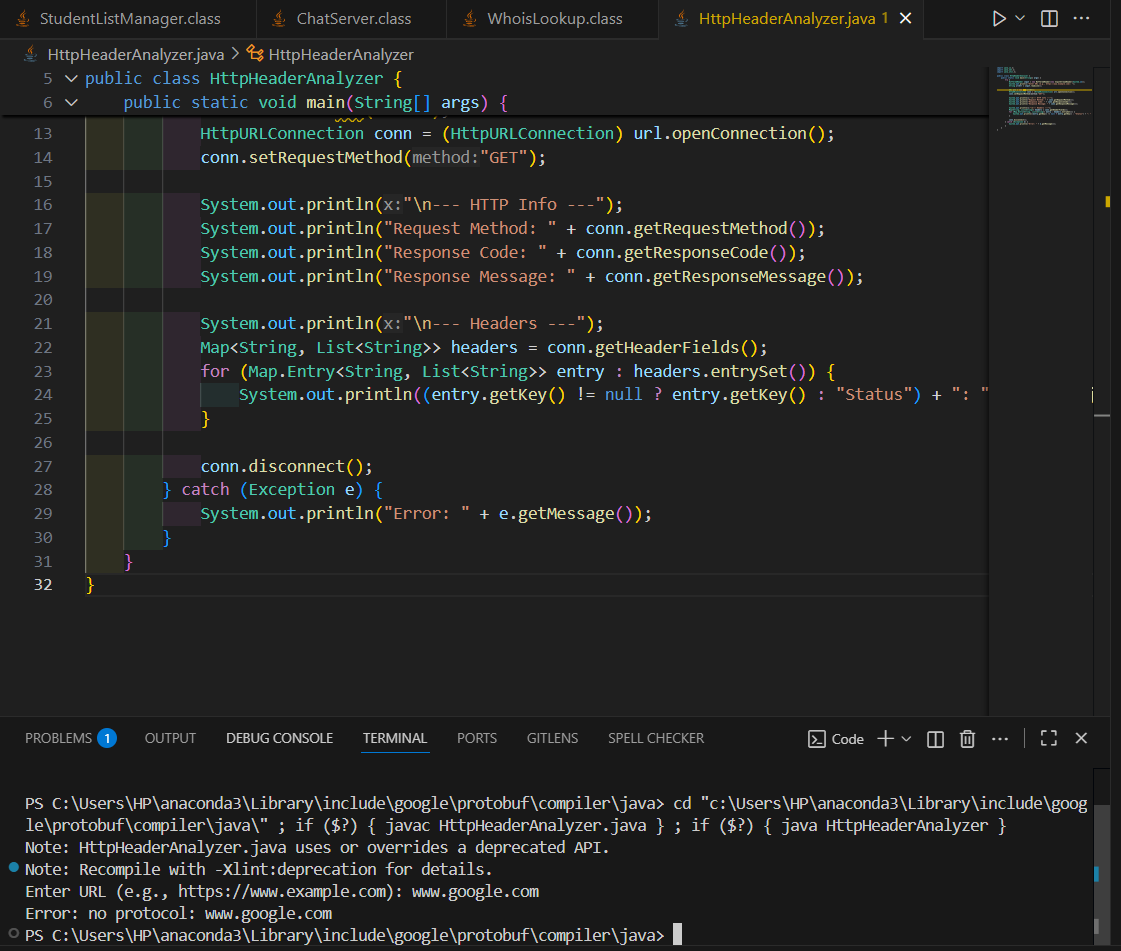 StudentListManager.class ChatServer.class WhoisLookup.class HttpHeaderAnalyzer.java 1
HttpHeaderAnalyzer.java > HttpHeaderAnalyzer
5 public class HttpHeaderAnalyzer {
6 public static void main(String[] args) {
13 HttpURLConnection conn = (HttpURLConnection) url.openConnection();
14 conn.setRequestMethod(method:"GET");
15
16 System.out.println(x:"\n--- HTTP Info ---");
17 System.out.println("Request Method: " + conn.getRequestMethod());
18 System.out.println("Response Code: " + conn.getResponseCode());
19 System.out.println("Response Message: " + conn.getResponseMessage());
20
21 System.out.println(x:"\n--- Headers ---");
22 Map<String, List<String>> headers = conn.getHeaderFields();
23 for (Map.Entry<String, List<String>> entry : headers.entrySet()) {
24 System.out.println((entry.getKey() != null ? entry.getKey() : "Status") + ": "
25 }
26
27 conn.disconnect();
28 } catch (Exception e) {
29 System.out.println("Error: " + e.getMessage());
30 }
31 }
32 }
PROBLEMS 1 OUTPUT DEBUG CONSOLE TERMINAL PORTS GITLENS SPELL CHECKER Code
PS C:\Users\HP\anaconda3\Library\include\google\protobuf\compiler\java> cd "c:\Users\HP\anaconda3\Library\include\goog
le\protobuf\compiler\java\" ; if ($?) { javac HttpHeaderAnalyzer.java } ; if ($?) { java HttpHeaderAnalyzer }
Note: HttpHeaderAnalyzer.java uses or overrides a deprecated API.
Note: Recompile with -Xlint:deprecation for details.
Enter URL (e.g., https://www.example.com): www.google.com
Error: no protocol: www.google.com
PS C:\Users\HP\anaconda3\Library\include\google\protobuf\compiler\java>